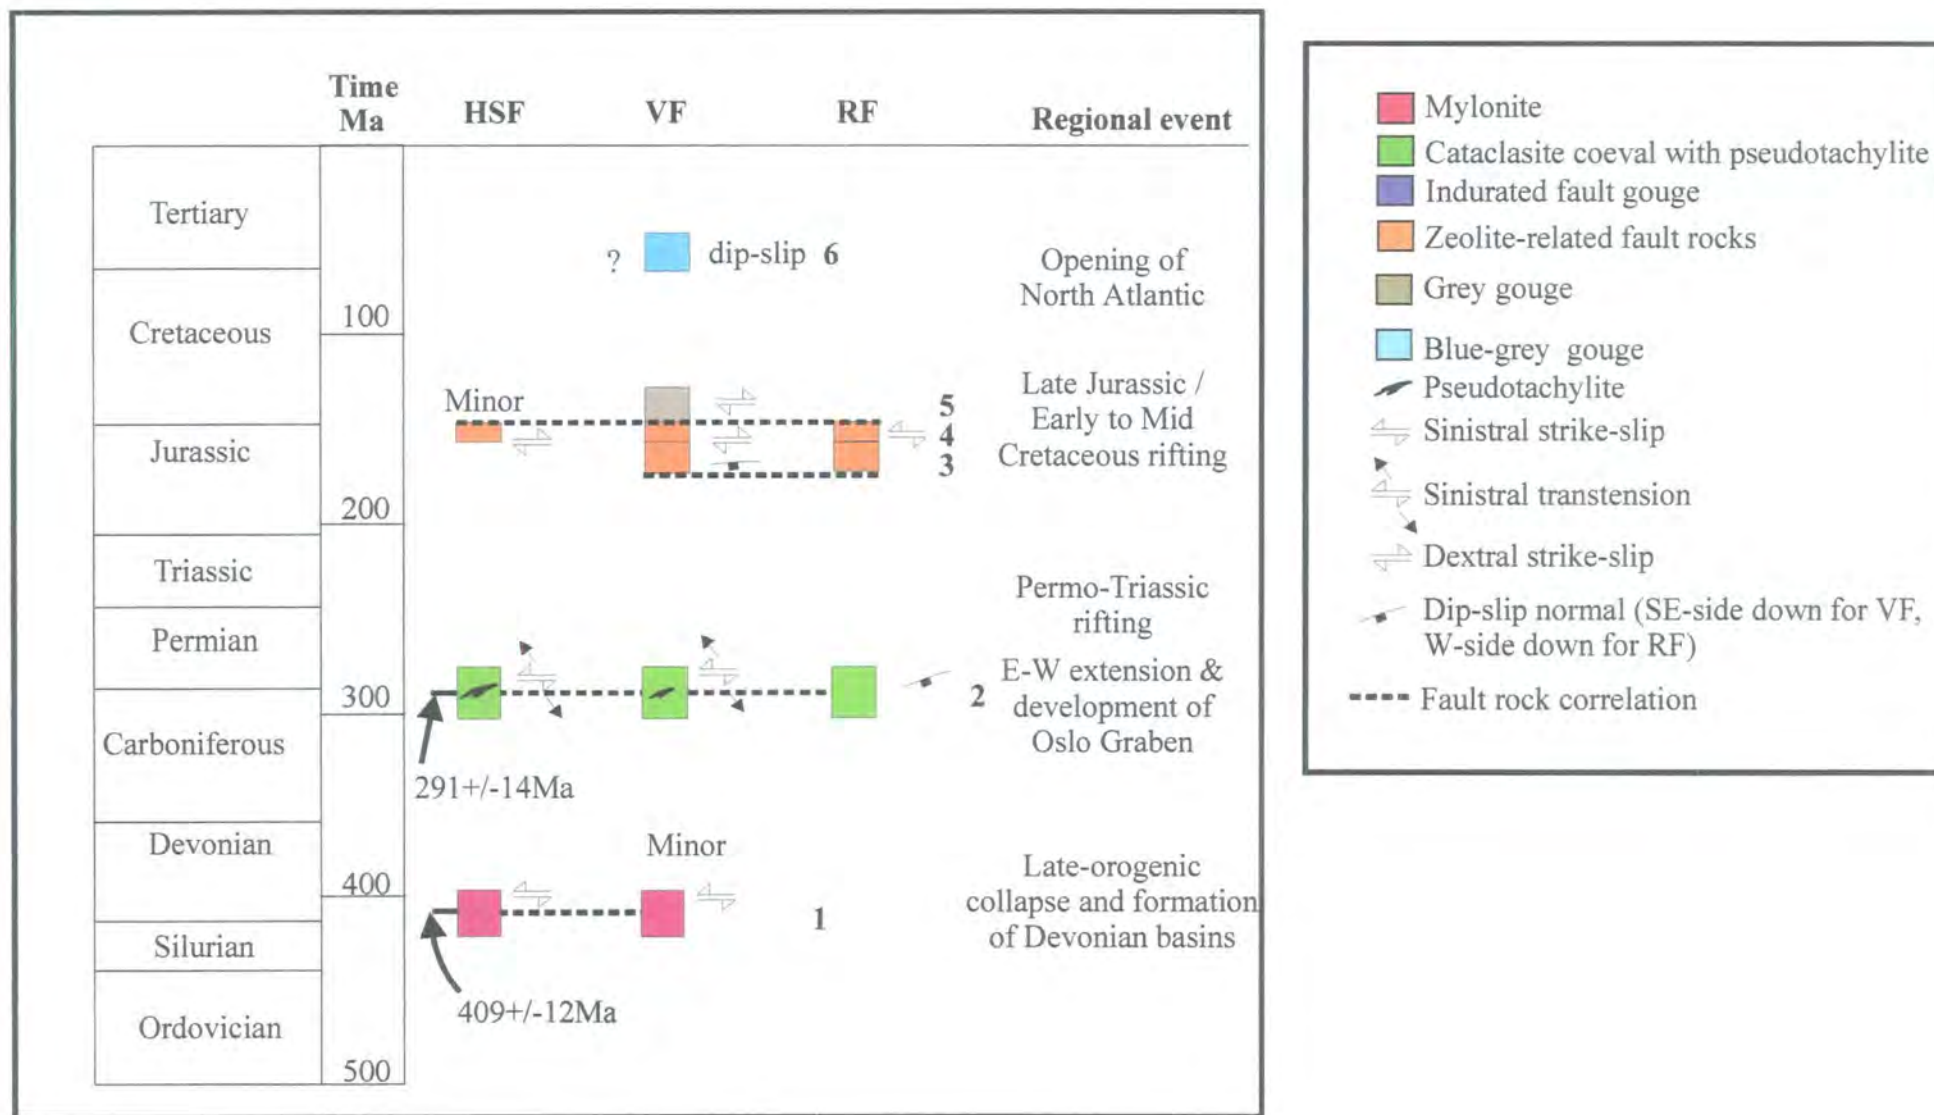 Time
Ma
HSF
VF
RF
Regional event
Tertiary
Cretaceous
Jurassic
Triassic
Permian
Carboniferous
Devonian
Silurian
Ordovician
100
200
300
400
500
? dip-slip 6
Opening of
North Atlantic
Minor
5
4
3
Late Jurassic /
Early to Mid
Cretaceous rifting
Permo-Triassic
rifting
E-W extension &
development of
Oslo Graben
2
291+/-14Ma
Minor
1
Late-orogenic
collapse and formation
of Devonian basins
409+/-12Ma
Mylonite
Cataclasite coeval with pseudotachylite
Indurated fault gouge
Zeolite-related fault rocks
Grey gouge
Blue-grey gouge
Pseudotachylite
Sinistral strike-slip
Sinistral transtension
Dextral strike-slip
Dip-slip normal (SE-side down for VF,
W-side down for RF)
Fault rock correlation